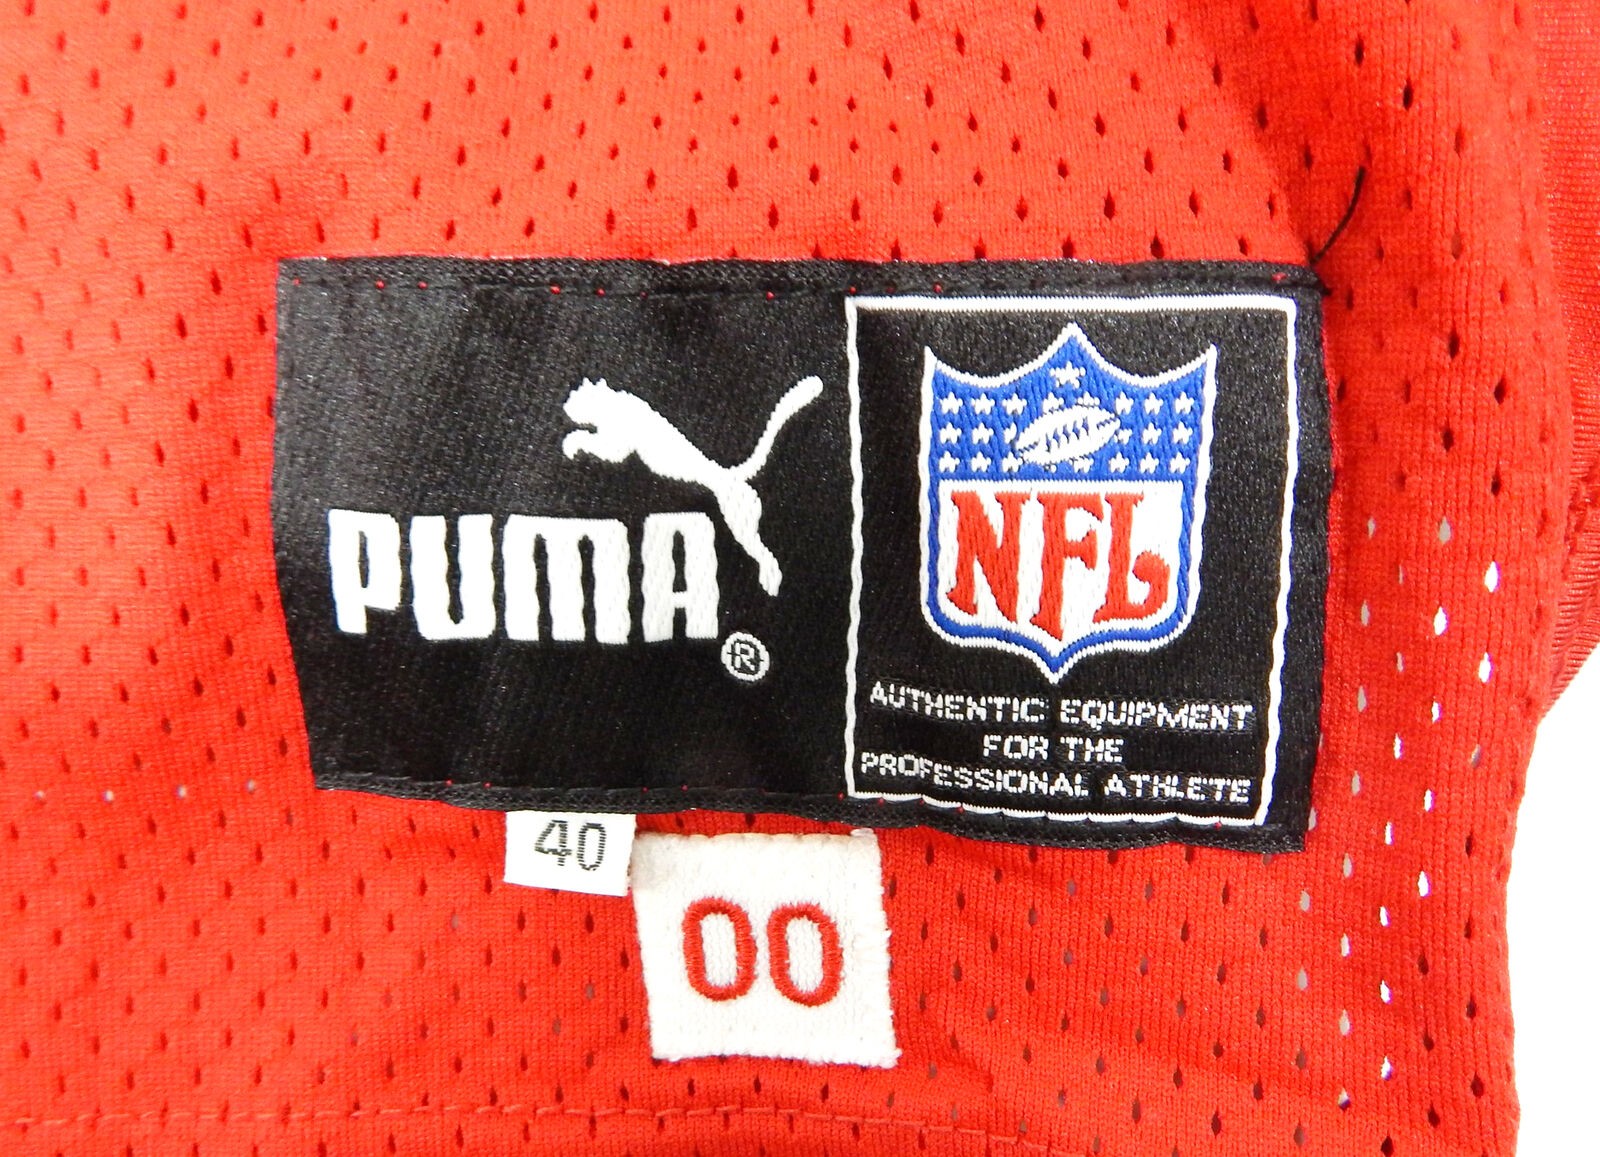 PUMA®
NFL
AUTHENTIC EQUIPMENT
FOR THE
PROFESSIONAL ATHLETE
40
00